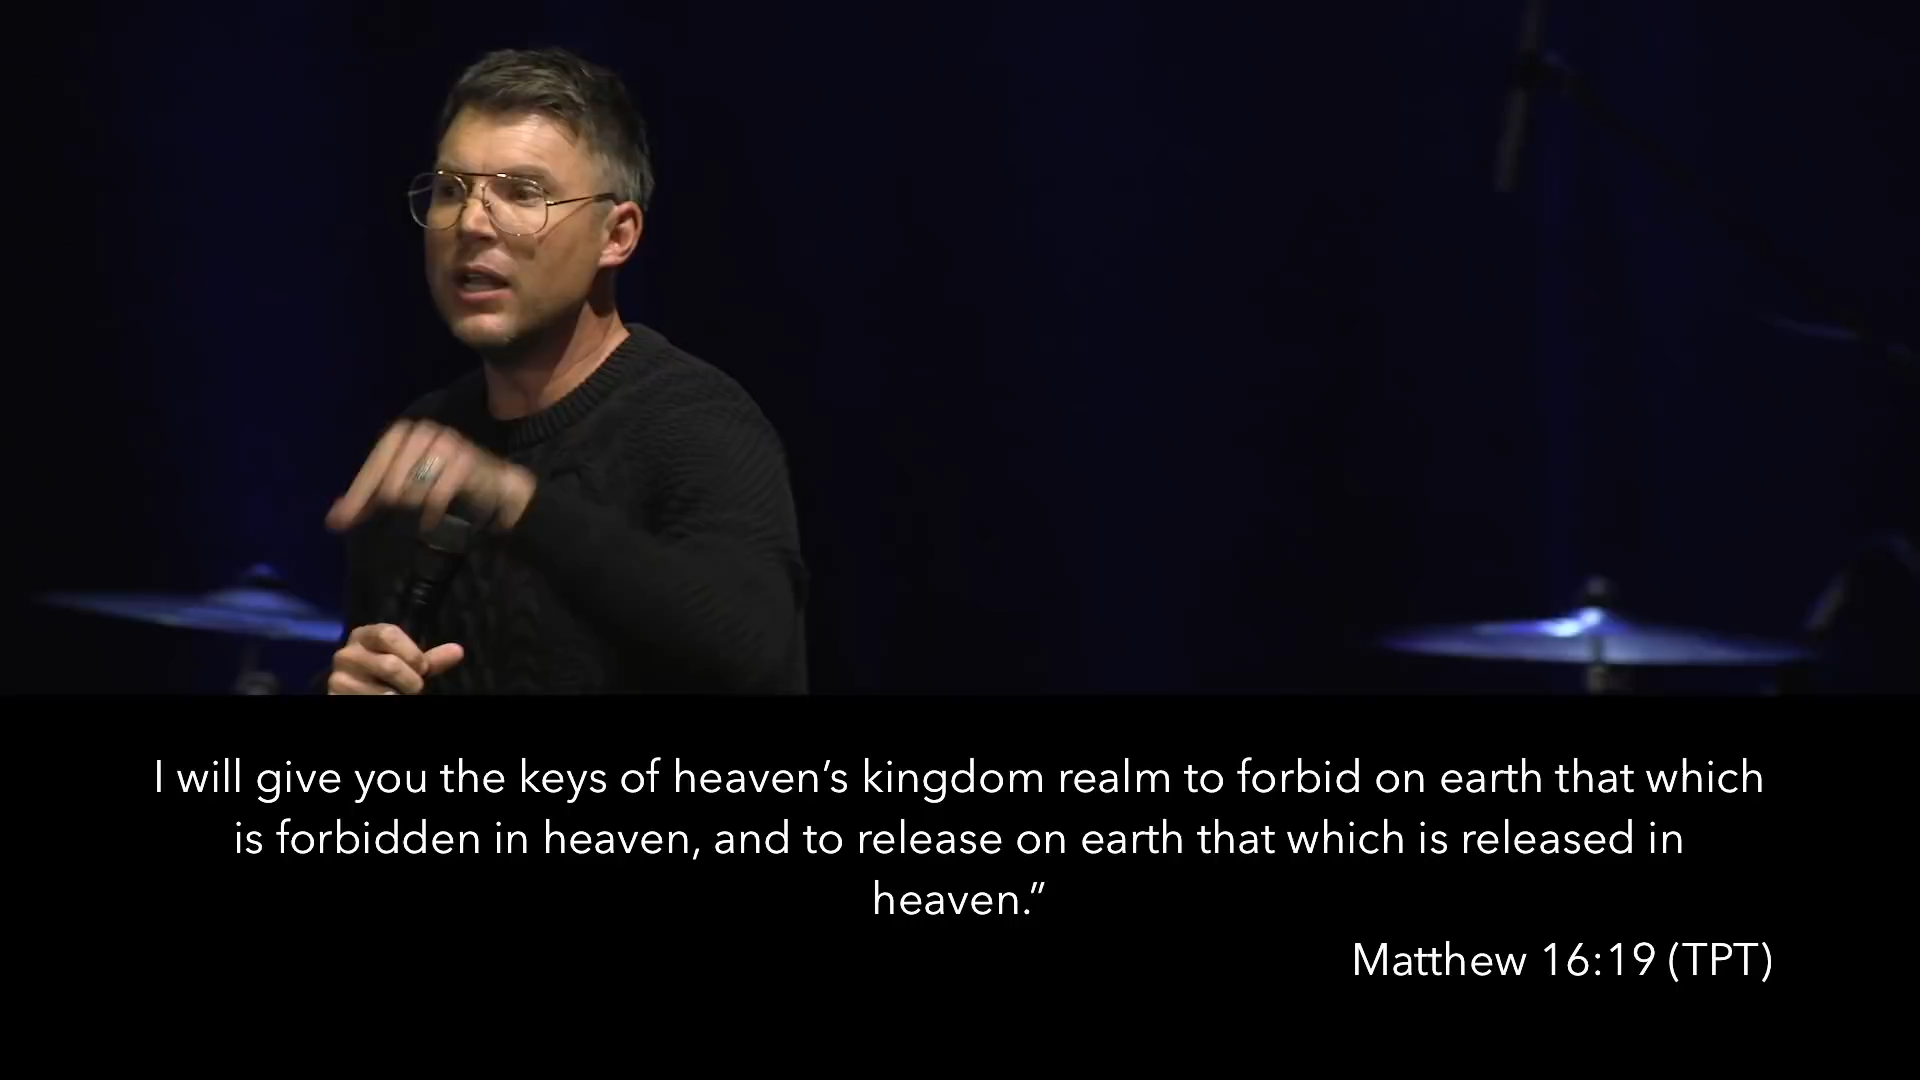 I will give you the keys of heaven’s kingdom realm to forbid on earth that which
is forbidden in heaven, and to release on earth that which is released in
heaven.”
Matthew 16:19 (TPT)